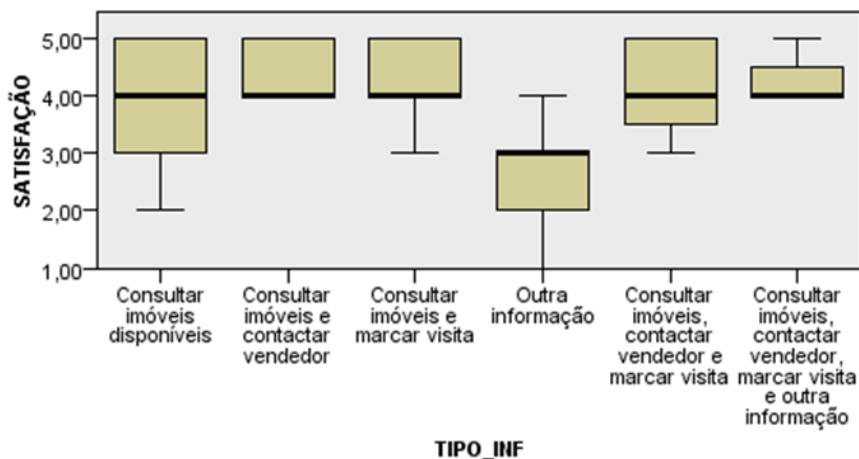 SATISFAÇÃO
5,00
4,00
3,00
2,00
1,00
Consultar
imóveis
disponíveis
Consultar
imóveis e
contactar
vendedor
Consultar
imóveis e
marcar visita
Outra
informação
Consultar
imóveis,
contactar
vendedor e
marcar visita
Consultar
imóveis,
contactar
vendedor,
marcar visita
e outra
informação
TIPO_INF